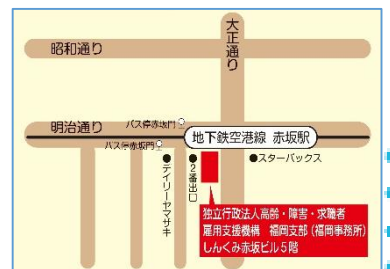 大正通り
昭和通り
明治通り
バス停赤坂門
地下鉄空港線 赤坂駅
バス停赤坂門
●デイリーヤマザキ
●2番出口
●スターバックス
独立行政法人高齢・障害・求職者
雇用支援機構 福岡支部(福岡事務所)
しんくみ赤坂ビル5階